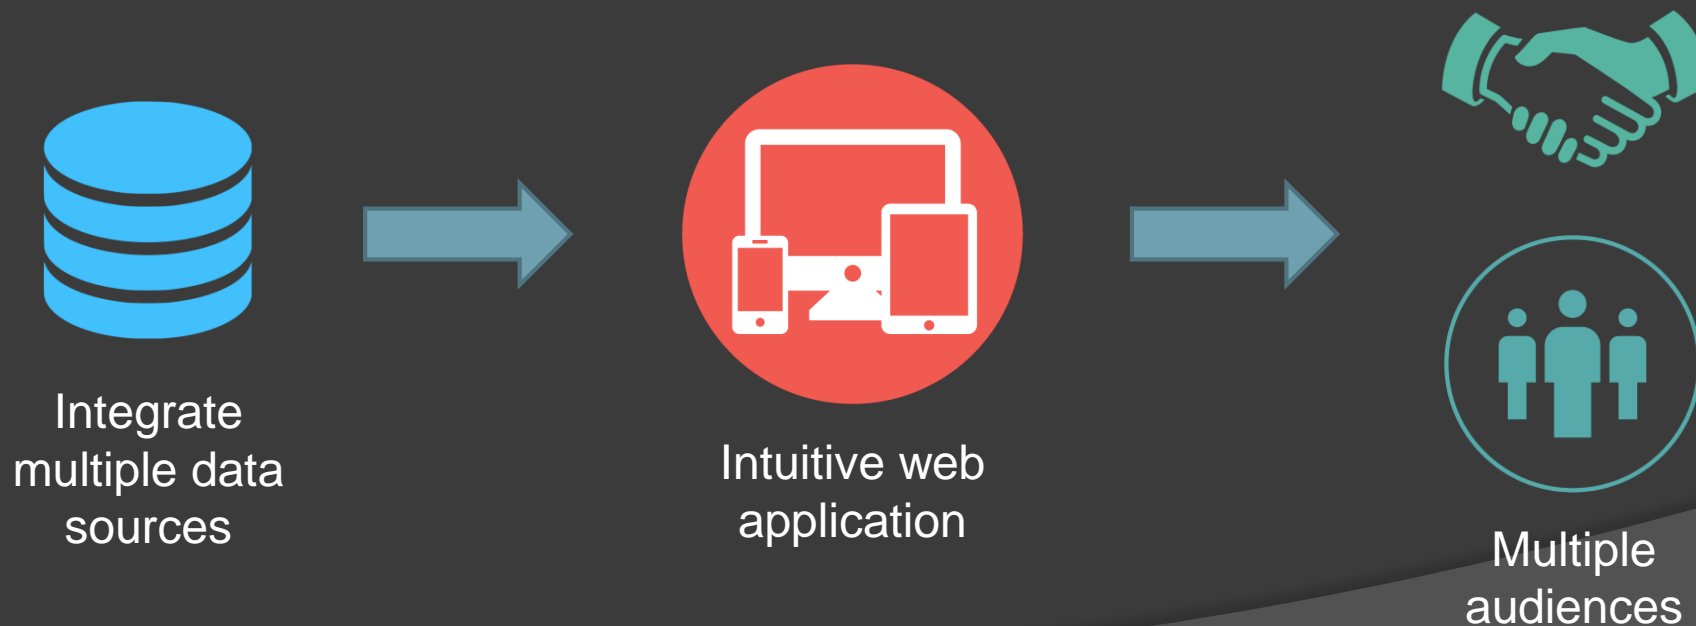 Integrate
multiple data
sources
Intuitive web
application
Multiple
audiences